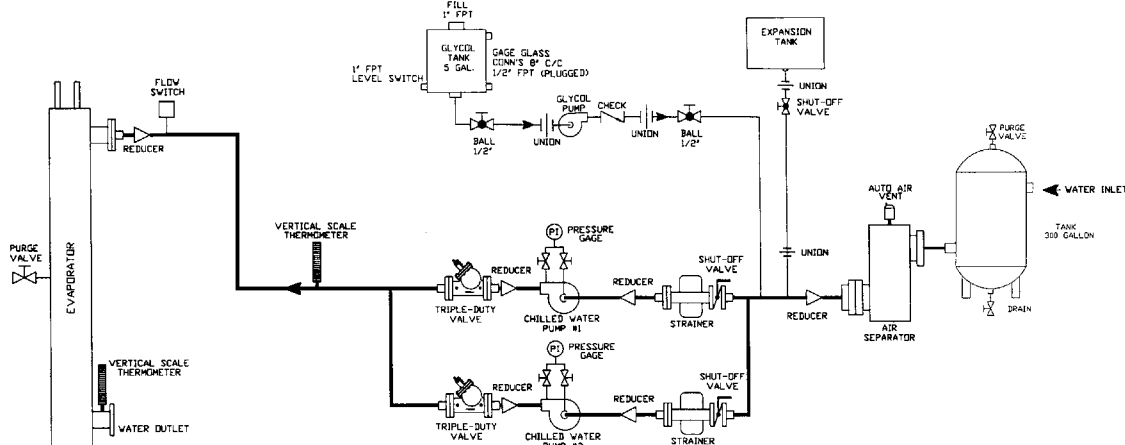 FILL
1" FPT
GLYCOL
TANK
5 GAL.
GAGE GLASS
CONN'S 8" C/C
1/2" FPT (PLUGGED)
1" FPT
LEVEL SWITCH
EXPANSION
TANK
UNION
SHUT-OFF
VALVE
FLOW
SWITCH
GLYCOL
PUMP
CHECK
BALL
1/2"
UNION
UNION
BALL
1/2"
REDUCER
PURGE
VALVE
WATER INLET
TANK
300 GALLON
DRAIN
AUTO AIR
VENT
UNION
VERTICAL SCALE
THERMOMETER
PI
PRESSURE
GAGE
PURGE
VALVE
EVAPORATOR
REDUCER
REDUCER
SHUT-OFF
VALVE
TRIPLE-DUTY
VALVE
CHILLED WATER
PUMP #1
STRAINER
REDUCER
AIR
SEPARATOR
PI
PRESSURE
GAGE
VERTICAL SCALE
THERMOMETER
REDUCER
REDUCER
SHUT-OFF
VALVE
WATER OUTLET
TRIPLE-DUTY
VALVE
CHILLED WATER
STRAINER